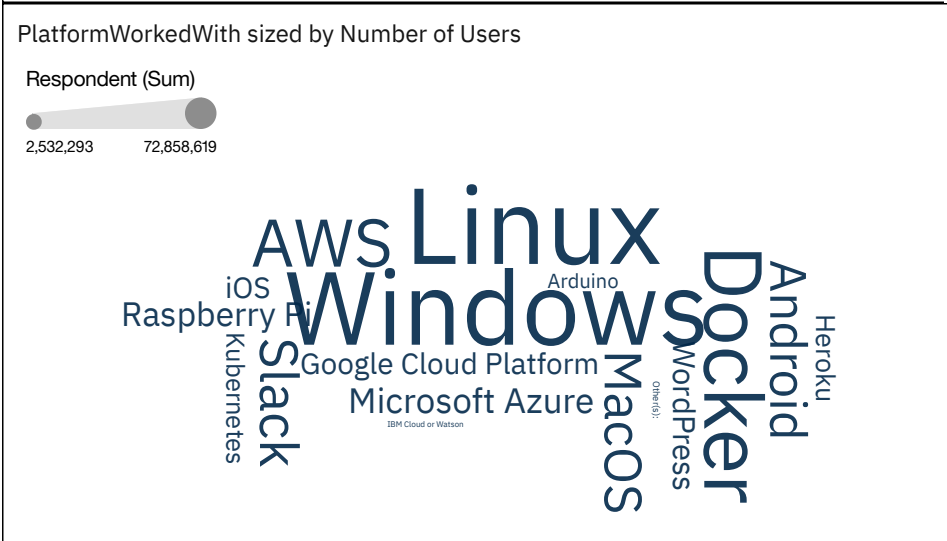 PlatformWorkedWith sized by Number of Users
Respondent (Sum)
2,532,293 72,858,619
Linux
AWS
Windows
Arduino
iOS
Raspberry Pi
Docker
Android
Heroku
Kubernetes
Slack
Google Cloud Platform
Microsoft Azure
IBM Cloud or Watson
MacOS
Other(s):
WordPress